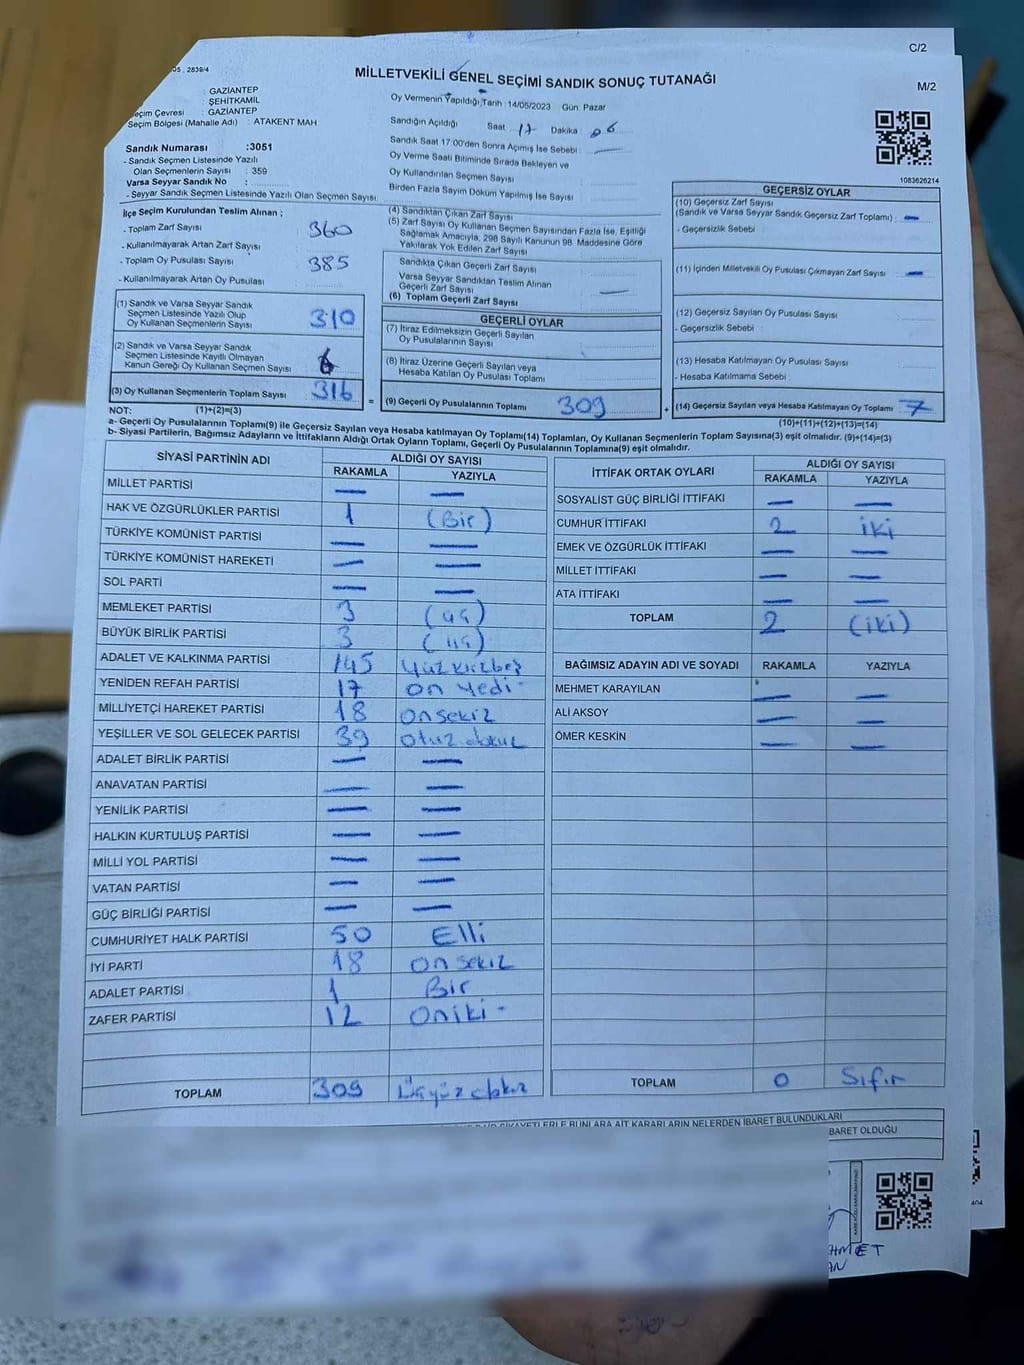 C/2
05 . 2839/4
MİLLETVEKİLİ GENEL SEÇİMİ SANDIK SONUÇ TUTANAĞI
M/2
: GAZİANTEP
: ŞEHİTKAMİL
eçim Çevresi : GAZİANTEP
Seçim Bölgesi (Mahalle Adı) : ATAKENT MAH.
Oy Vermenin Yapıldığı Tarih :14/05/2023 Gün: Pazar
Sandığın Açıldığı Saat 17 Dakika 06
Sandık Saat 17:00'den Sonra Açımış İse Sebebi :
Oy Verme Saati Bitiminde Sırada Bekleyen ve
Oy Kullandırılan Seçmen Sayısı
Birden Fazla Sayım Döküm Yapılmış İse Sayısı
Sandık Numarası :3051
- Sandık Seçmen Listesinde Yazılı
Olan Seçmenlerin Sayısı : 359
Varsa Seyyar Sandık No :
- Seyyar Sandık Seçmen Listesinde Yazılı Olan Seçmen Sayısı
1083626214
İlçe Seçim Kurulundan Teslim Alınan ;
- Toplam Zarf Sayısı 360
- Kullanılmayarak Artan Zarf Sayısı
- Toplam Oy Pusulası Sayısı 385
- Kullanılmayarak Artan Oy Pusulası
(1) Sandık ve Varsa Seyyar Sandık
Seçmen Listesinde Yazılı Olup
Oy Kullanan Seçmenlerin Sayısı 310
(2) Sandık ve Varsa Seyyar Sandık
Seçmen Listesinde Kayıtlı Olmayan
Kanun Gereği Oy Kullanan Seçmen Sayısı 6
(3) Oy Kullanan Seçmenlerin Toplam Sayısı 316
(4) Sandıktan Çıkan Zarf Sayısı
(5) Zarf Sayısı Oy Kullanan Seçmen Sayısından Fazla İse, Eşitliği
Sağlamak Amacıyla, 298 Sayılı Kanunun 98. Maddesine Göre
Yakılarak Yok Edilen Zarf Sayısı
Sandıkta Çıkan Geçerli Zarf Sayısı
Varsa Seyyar Sandıktan Teslim Alınan
Geçerli Zarf Sayısı
(6) Toplam Geçerli Zarf Sayısı
GEÇERLİ OYLAR
(7) İtiraz Edilmeksizin Geçerli Sayılan
Oy Pusulalarının Sayısı
(8) İtiraz Üzerine Geçerli Sayılan veya
Hesaba Katılan Oy Pusulası Toplamı
= (9) Geçerli Oy Pusulalarının Toplamı 309
GEÇERSİZ OYLAR
(10) Geçersiz Zarf Sayısı
(Sandık ve Varsa Seyyar Sandık Geçersiz Zarf Toplamı) : —
- Geçersizlik Sebebi :
(11) İçinden Milletvekili Oy Pusulası Çıkmayan Zarf Sayısı : —
(12) Geçersiz Sayılan Oy Pusulası Sayısı
- Geçersizlik Sebebi :
(13) Hesaba Katılmayan Oy Pusulası Sayısı
- Hesaba Katılmama Sebebi :
+ (14) Geçersiz Sayılan veya Hesaba Katılmayan Oy Toplamı 7
NOT: (1)+(2)=(3)
(10)+(11)+(12)+(13)=(14)
a- Geçerli Oy Pusulaları Toplamı(9) ile Geçersiz Sayılan veya Hesaba katılmayan Oy Toplamı(14) Toplamları, Oy Kullanan Seçmenlerin Toplam Sayısına(3) eşit olmalıdır. (9)+(14)=(3)
b- Siyasi Partilerin, Bağımsız Adayların ve İttifakların Aldığı Ortak Oyların Toplamı, Geçerli Oy Pusulalarının Toplamına(9) eşit olmalıdır.
SİYASİ PARTİNİN ADI ALDIĞI OY SAYISI
RAKAMLA YAZIYLA
MİLLET PARTİSİ — —
HAK VE ÖZGÜRLÜKLER PARTİSİ 1 (Bir)
TÜRKİYE KOMÜNİST PARTİSİ — —
TÜRKİYE KOMÜNİST HAREKETİ — —
SOL PARTİ — —
MEMLEKET PARTİSİ 3 (üç)
BÜYÜK BİRLİK PARTİSİ 3 (üç)
ADALET VE KALKINMA PARTİSİ 145 Yüzkırkbeş
YENİDEN REFAH PARTİSİ 17 on yedi-
MİLLİYETÇİ HAREKET PARTİSİ 18 onsekiz
YEŞİLLER VE SOL GELECEK PARTİSİ 39 otuz dokuz
ADALET BİRLİK PARTİSİ — —
ANAVATAN PARTİSİ — —
YENİLİK PARTİSİ — —
HALKIN KURTULUŞ PARTİSİ — —
MİLLİ YOL PARTİSİ — —
VATAN PARTİSİ — —
GÜÇ BİRLİĞİ PARTİSİ — —
CUMHURİYET HALK PARTİSİ 50 Elli
İYİ PARTİ 18 onsekiz
ADALET PARTİSİ 1 Bir
ZAFER PARTİSİ 12 oniki-
TOPLAM 309 Üçyüz dokuz
İTTİFAK ORTAK OYLARI ALDIĞI OY SAYISI
RAKAMLA YAZIYLA
SOSYALİST GÜÇ BİRLİĞİ İTTİFAKI — —
CUMHUR İTTİFAKI 2 iki
EMEK VE ÖZGÜRLÜK İTTİFAKI — —
MİLLET İTTİFAKI — —
ATA İTTİFAKI — —
TOPLAM 2 (iki)
BAĞIMSIZ ADAYIN ADI VE SOYADI RAKAMLA YAZIYLA
MEHMET KARAYILAN — —
ALİ AKSOY — —
ÖMER KESKİN — —
TOPLAM 0 Sıfır
ŞİKAYETLERLE BUNLARA AİT KARARLARIN NELERDEN İBARET BULUNDUKLARI
BARET OLDUĞU
HMET
AN